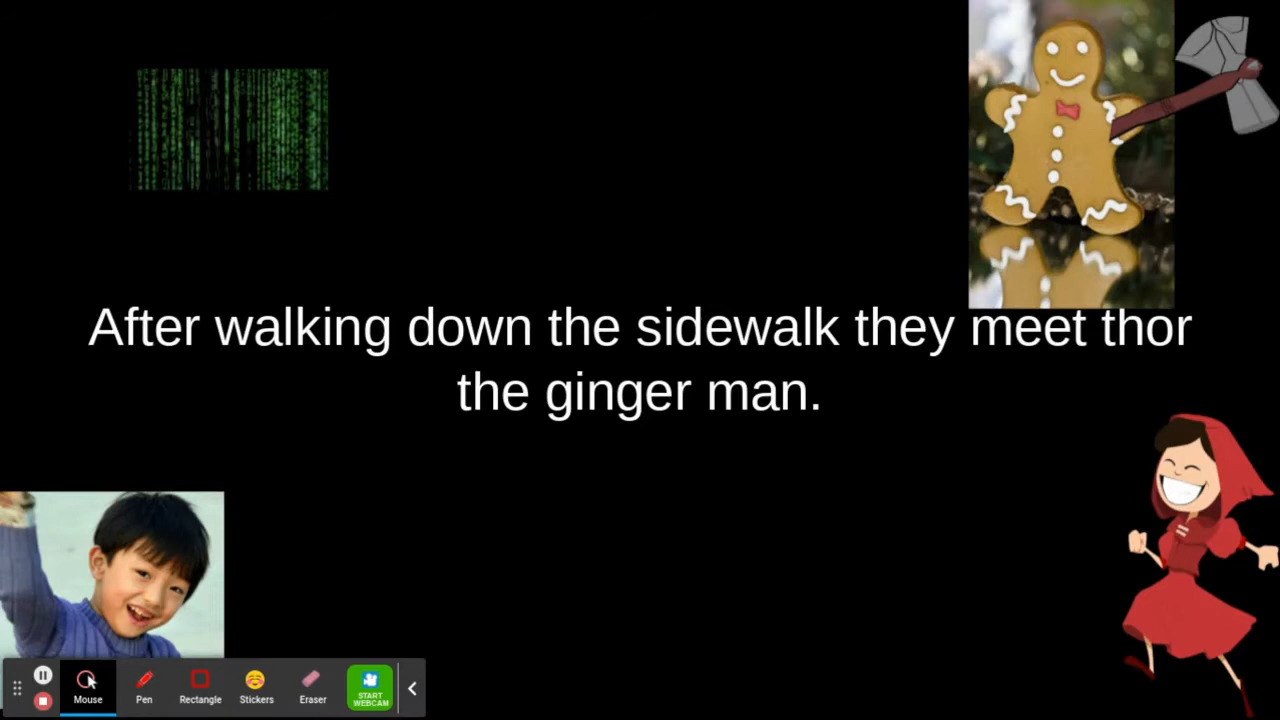 After walking down the sidewalk they meet thor
the ginger man.
Mouse
Pen
Rectangle
Stickers
Eraser
START
WEBCAM